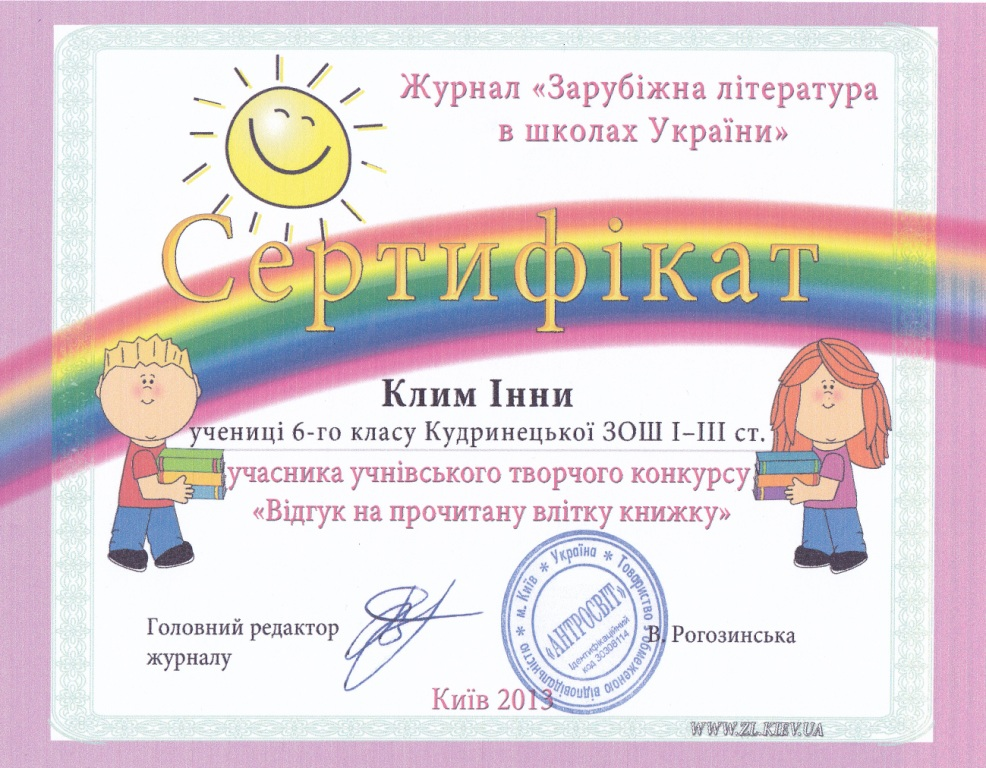 Журнал «Зарубіжна література
в школах України»
Сертифікат
Клим Інни
учениці 6-го класу Кудринецької ЗОШ І–ІІІ ст.
учасника учнівського творчого конкурсу
«Відгук на прочитану влітку книжку»
Головний редактор
журналу
м. Київ * Україна * Товариство з обмеженою відповідальністю *
«АНТРОСВІТ»
Ідентифікаційний
код 30308114
В. Рогозинська
Київ 2013
WWW.ZL.KIEV.UA